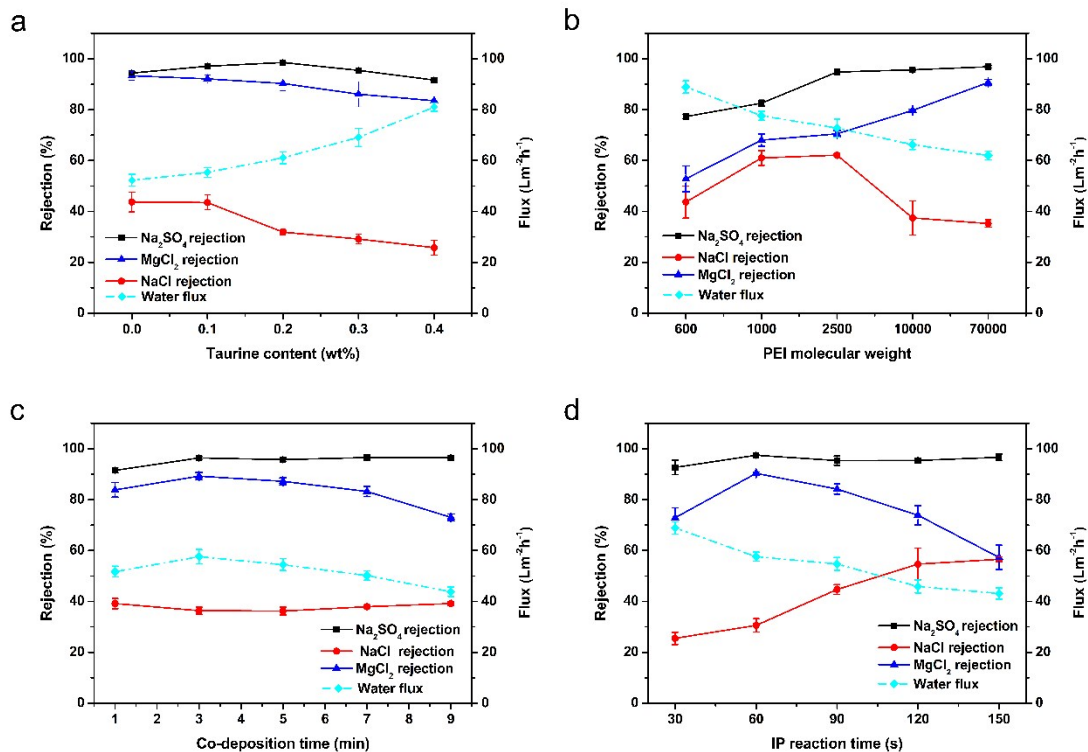 a
Rejection (%)
100
80
60
40
20
0
Na₂SO₄ rejection
MgCl₂ rejection
NaCl rejection
Water flux
0.0 0.1 0.2 0.3 0.4
Taurine content (wt%)
100
80
60
40
20
0
Flux (Lm⁻²h⁻¹)
b
Rejection (%)
100
80
60
40
20
0
Na₂SO₄ rejection
NaCl rejection
MgCl₂ rejection
Water flux
600 1000 2500 10000 70000
PEI molecular weight
100
80
60
40
20
0
Flux (Lm⁻²h⁻¹)
c
Rejection (%)
100
80
60
40
20
0
Na₂SO₄ rejection
NaCl rejection
MgCl₂ rejection
Water flux
1 2 3 4 5 6 7 8 9
Co-deposition time (min)
100
80
60
40
20
0
Flux (Lm⁻²h⁻¹)
d
Rejection (%)
100
80
60
40
20
0
Na₂SO₄ rejection
NaCl rejection
MgCl₂ rejection
Water flux
30 60 90 120 150
IP reaction time (s)
100
80
60
40
20
0
Flux (Lm⁻²h⁻¹)